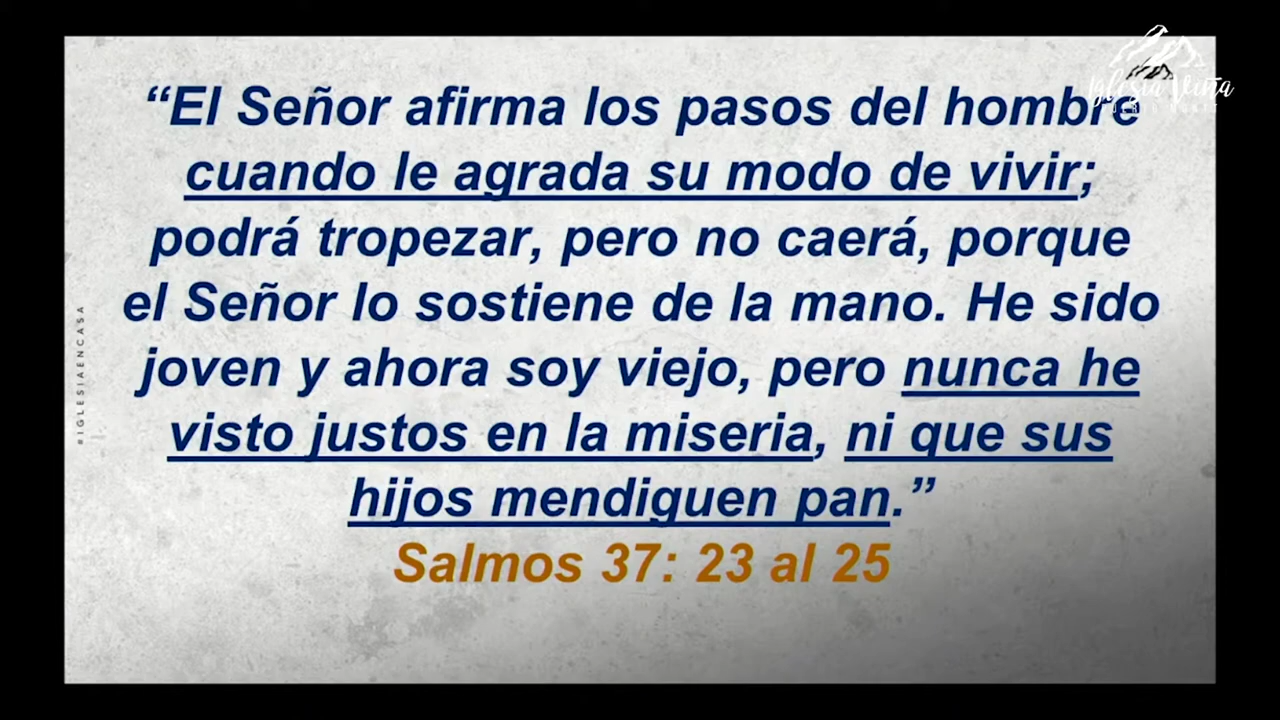 “El Señor afirma los pasos del hombre
cuando le agrada su modo de vivir;
podrá tropezar, pero no caerá, porque
el Señor lo sostiene de la mano. He sido
joven y ahora soy viejo, pero nunca he
visto justos en la miseria, ni que sus
hijos mendiguen pan.”
Salmos 37: 23 al 25
#IGLESIAENCASA
Iglesia Viña